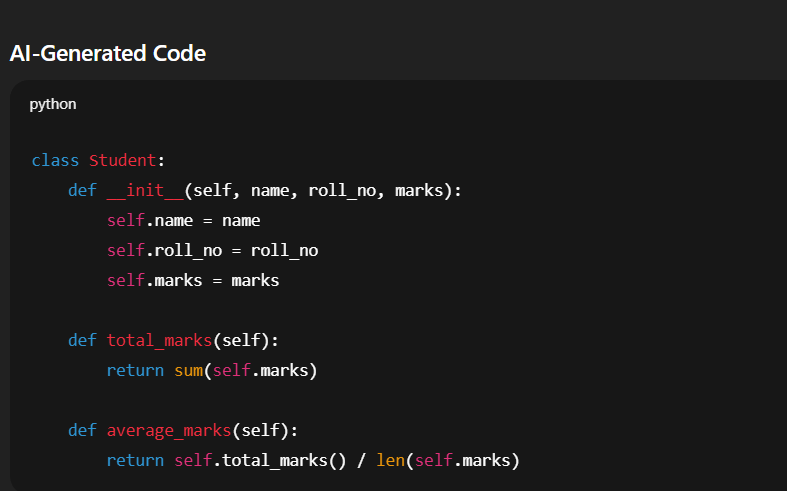 AI-Generated Code
python
class Student:
    def __init__(self, name, roll_no, marks):
        self.name = name
        self.roll_no = roll_no
        self.marks = marks
    def total_marks(self):
        return sum(self.marks)
    def average_marks(self):
        return self.total_marks() / len(self.marks)